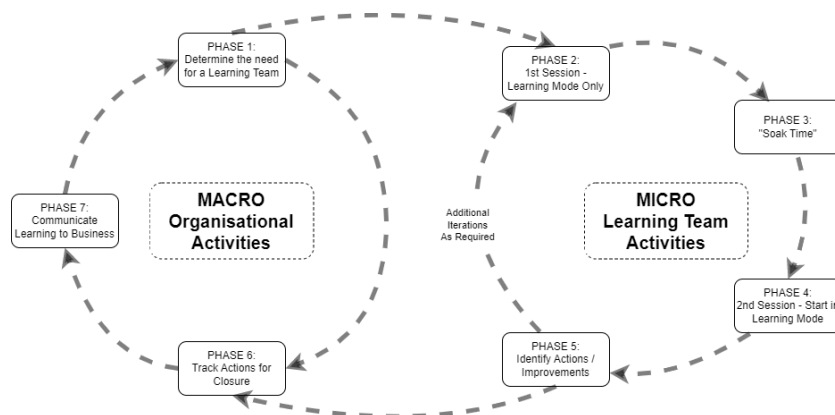 PHASE 1:
Determine the need
for a Learning Team
PHASE 2:
1st Session -
Learning Mode Only
PHASE 3:
"Soak Time"
MACRO
Organisational
Activities
Additional
Iterations
As Required
MICRO
Learning Team
Activities
PHASE 7:
Communicate
Learning to Business
PHASE 4:
2nd Session - Start in
Learning Mode
PHASE 6:
Track Actions for
Closure
PHASE 5:
Identify Actions /
Improvements